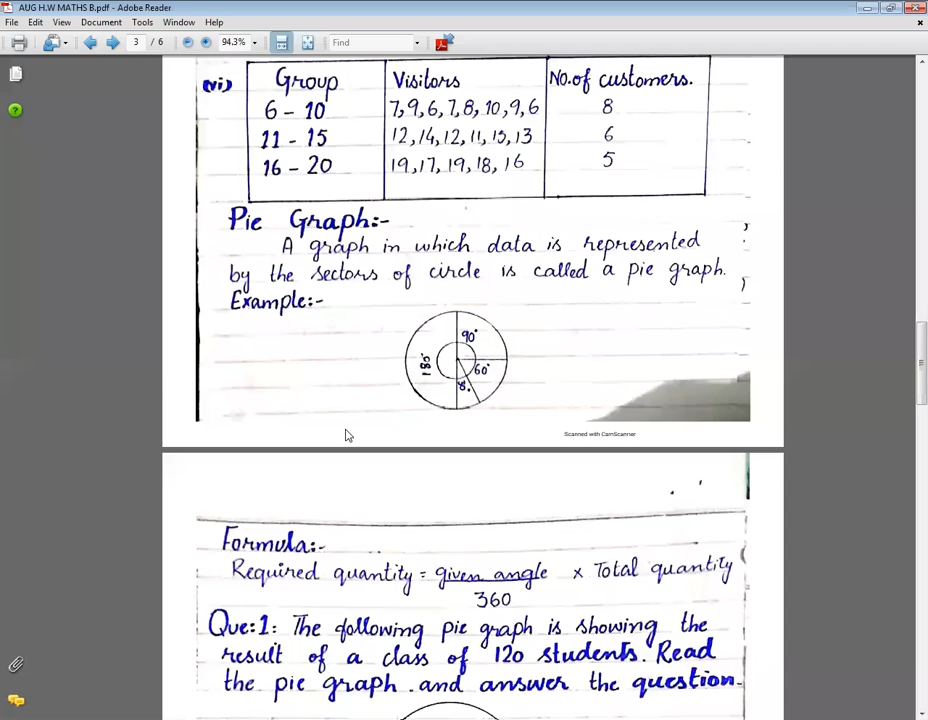 AUG H.W MATHS B.pdf - Adobe Reader
File Edit View Document Tools Window Help
3 / 6 94.3% Find
(vi) Group Visitors No. of customers.
6 - 10 7, 9, 6, 7, 8, 10, 9, 6 8
11 - 15 12, 14, 12, 11, 15, 13 6
16 - 20 19, 17, 19, 18, 16 5
Pie Graph:-
A graph in which data is represented
by the sectors of circle is called a pie graph.
Example:-
90°
180°
60°
Scanned with CamScanner
Formula:-
Required quantity = given angle × Total quantity
360
Que:1: The following pie graph is showing the
result of a class of 120 students. Read
the pie graph and answer the question.